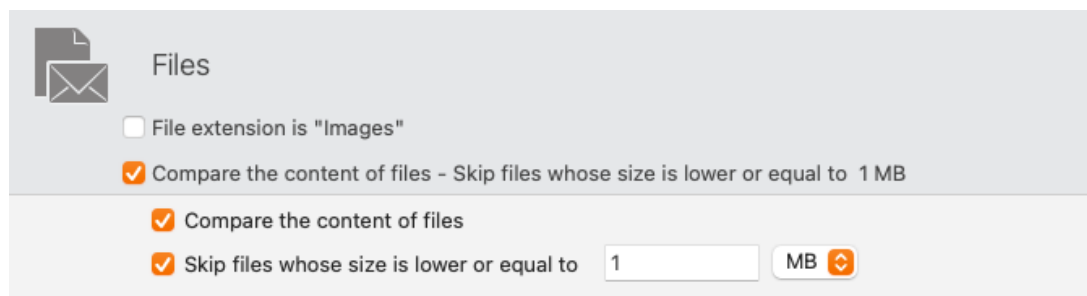 Files
File extension is "Images"
Compare the content of files - Skip files whose size is lower or equal to 1 MB
Compare the content of files
Skip files whose size is lower or equal to 1 MB